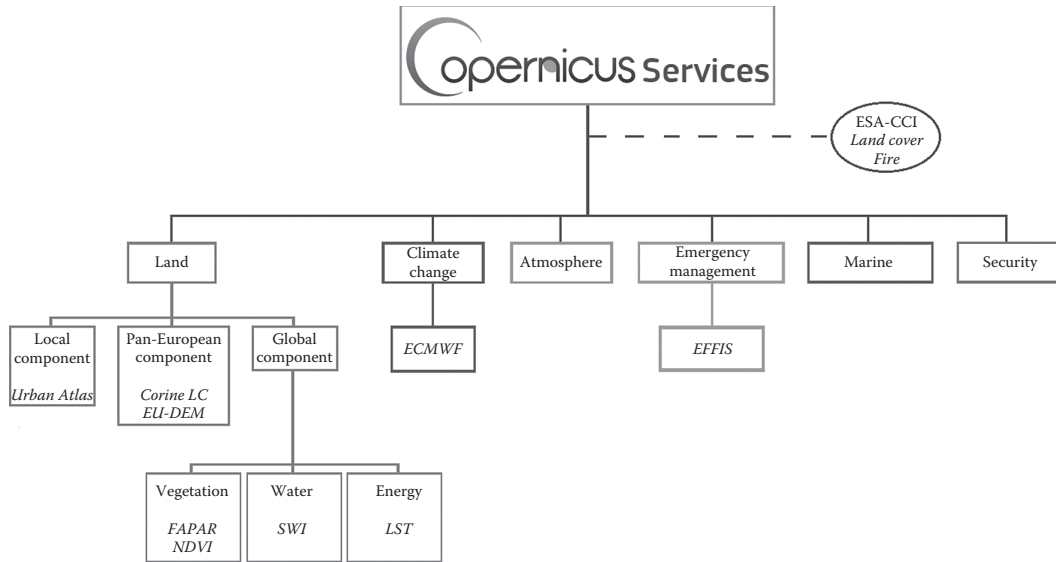 Copernicus Services
ESA-CCI
Land cover
Fire
Land
Climate
change
Atmosphere
Emergency
management
Marine
Security
Local
component
Urban Atlas
Pan-European
component
Corine LC
EU-DEM
Global
component
ECMWF
EFFIS
Vegetation
FAPAR
NDVI
Water
SWI
Energy
LST